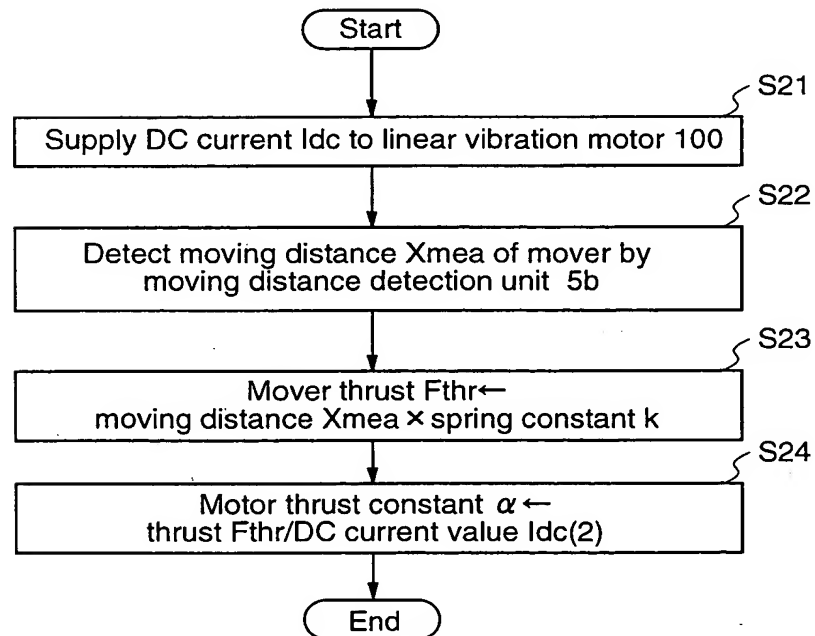 Start
S21
Supply DC current Idc to linear vibration motor 100
S22
Detect moving distance Xmea of mover by
moving distance detection unit 5b
S23
Mover thrust Fthr←
moving distance Xmea × spring constant k
S24
Motor thrust constant α ←
thrust Fthr/DC current value Idc(2)
End